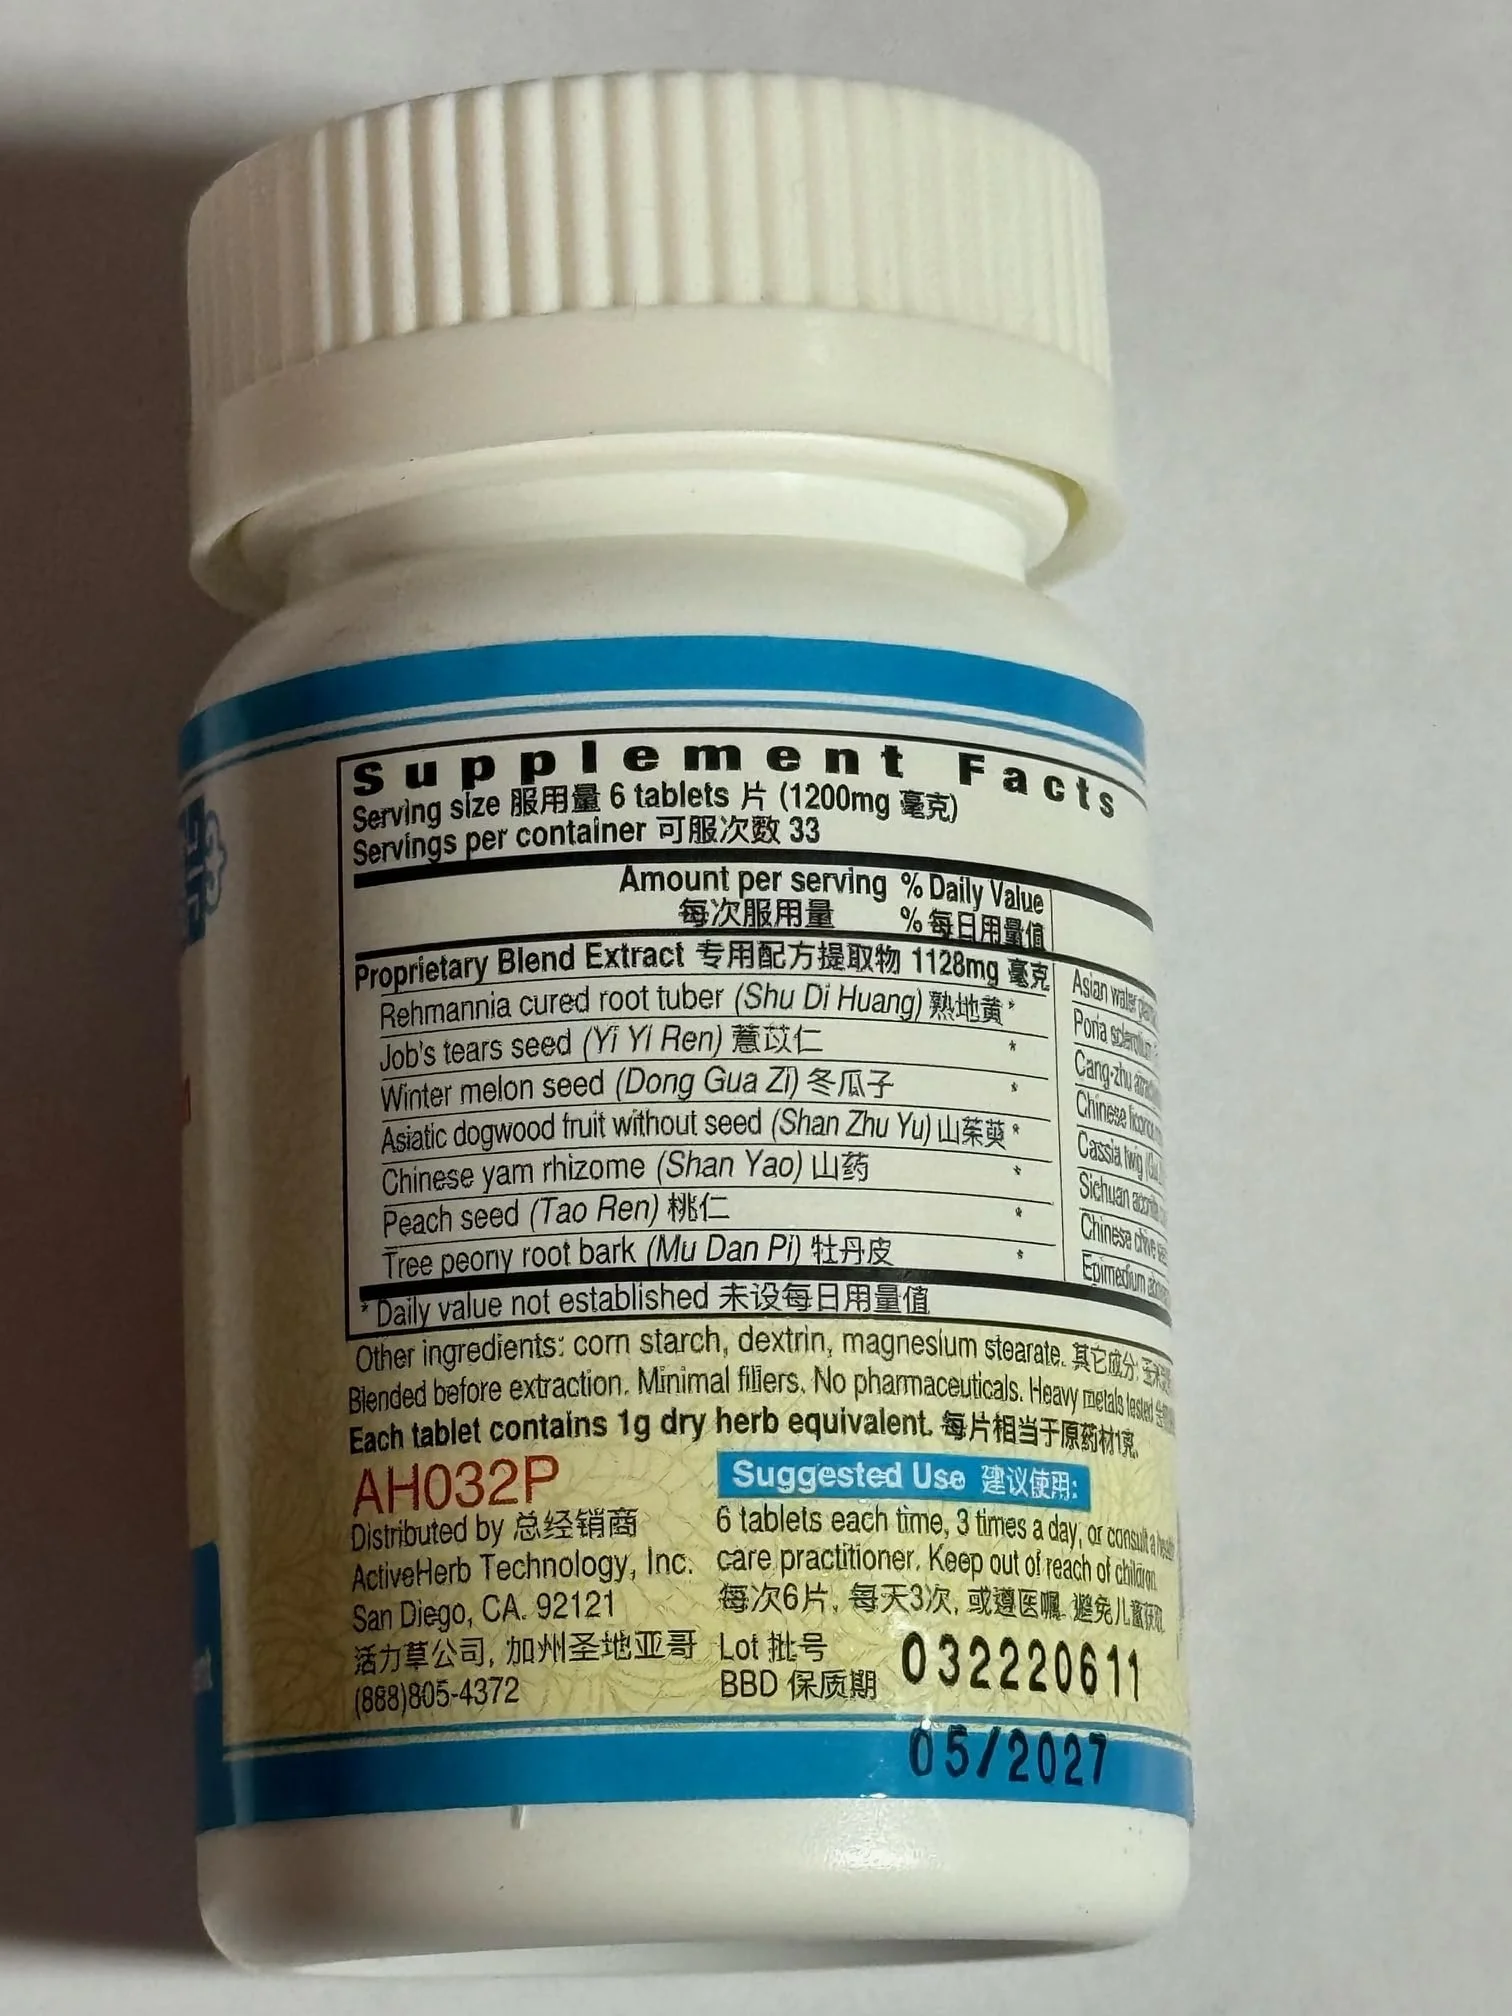 Supplement Facts
Serving size 服用量 6 tablets 片 (1200mg 毫克)
Servings per container 可服次数 33
Amount per serving % Daily Value
每次服用量 % 每日用量值
Proprietary Blend Extract 专用配方提取物 1128mg 毫克
Rehmannia cured root tuber (Shu Di Huang) 熟地黄 *
Job's tears seed (Yi Yi Ren) 薏苡仁 *
Winter melon seed (Dong Gua Zi) 冬瓜子 *
Asiatic dogwood fruit without seed (Shan Zhu Yu) 山茱萸 *
Chinese yam rhizome (Shan Yao) 山药 *
Peach seed (Tao Ren) 桃仁 *
Tree peony root bark (Mu Dan Pi) 牡丹皮 *
Asian water
Poria
Cang-zhu
Chinese
Cassia twig
Sichuan
Chinese chive
Epimedium
* Daily value not established 未设每日用量值
Other ingredients: corn starch, dextrin, magnesium stearate. 其它成分:
Blended before extraction. Minimal fillers. No pharmaceuticals. Heavy metals tested
Each tablet contains 1g dry herb equivalent. 每片相当于原药材1克.
AH032P
Distributed by 总经销商
ActiveHerb Technology, Inc.
San Diego, CA. 92121
活力草公司, 加州圣地亚哥
(888)805-4372
Suggested Use 建议使用:
6 tablets each time, 3 times a day, or consult a
care practitioner. Keep out of reach of children.
每次6片, 每天3次, 或遵医嘱. 避免儿童获取.
Lot 批号 032220611
BBD 保质期
05/2027